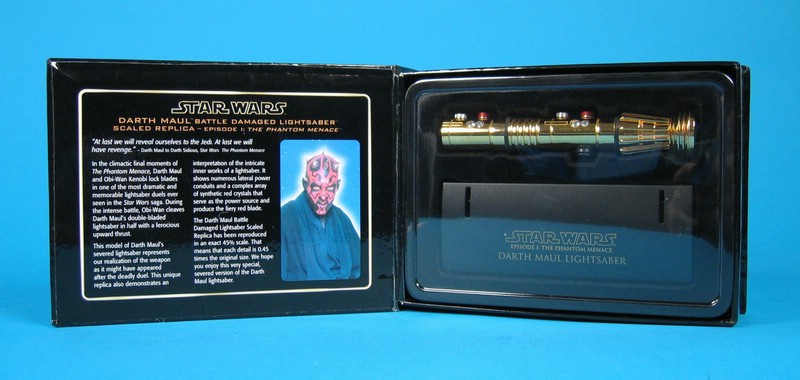 STAR WARS
DARTH MAUL™ BATTLE DAMAGED LIGHTSABER™
SCALED REPLICA – EPISODE I: THE PHANTOM MENACE™
"At last we will reveal ourselves to the Jedi. At last we will
have revenge." – Darth Maul to Darth Sidious, Star Wars The Phantom Menace
In the climactic final moments of
The Phantom Menace, Darth Maul
and Obi-Wan Kenobi lock blades
in one of the most dramatic and
memorable lightsaber duels ever
seen in the Star Wars saga. During
the intense battle, Obi-Wan cleaves
Darth Maul's double-bladed
lightsaber in half with a ferocious
upward thrust.
This model of Darth Maul's
severed lightsaber represents
our realization of the weapon
as it might have appeared
after the deadly duel. This unique
replica also demonstrates an
interpretation of the intricate
inner works of a lightsaber. It
shows numerous lateral power
conduits and a complex array
of synthetic red crystals that
serve as the power source and
produce the fiery red blade.
The Darth Maul Battle
Damaged Lightsaber Scaled
Replica has been reproduced
in an exact 45% scale. That
means that each detail is 0.45
times the original size. We hope
you enjoy this very special,
severed version of the Darth
Maul lightsaber.
STAR WARS
EPISODE I: THE PHANTOM MENACE
DARTH MAUL LIGHTSABER